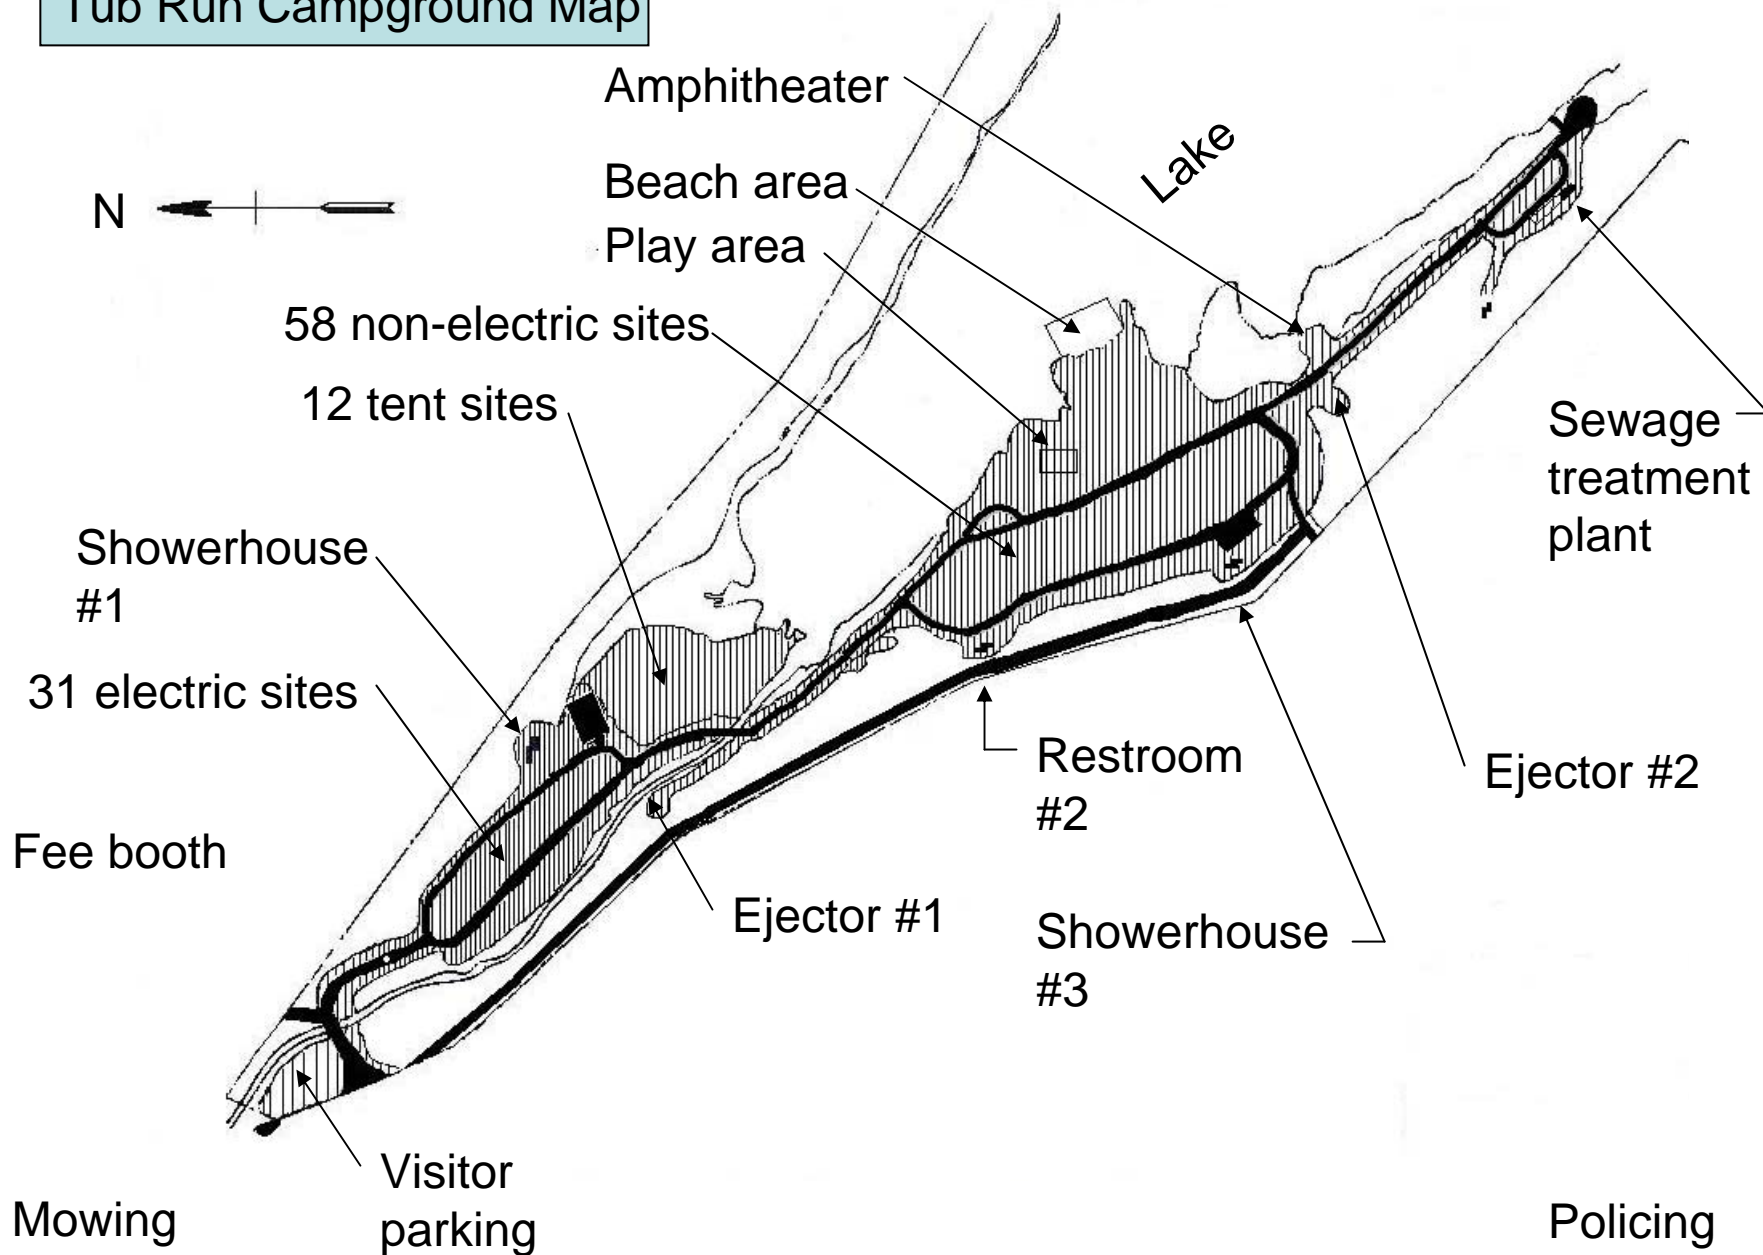 Tub Run Campground Map
Amphitheater
Lake
Beach area
N
Play area
58 non-electric sites
12 tent sites
Sewage
treatment
plant
Showerhouse
#1
31 electric sites
Restroom
#2
Ejector #2
Fee booth
Ejector #1
Showerhouse
#3
Visitor
parking
Mowing
Policing